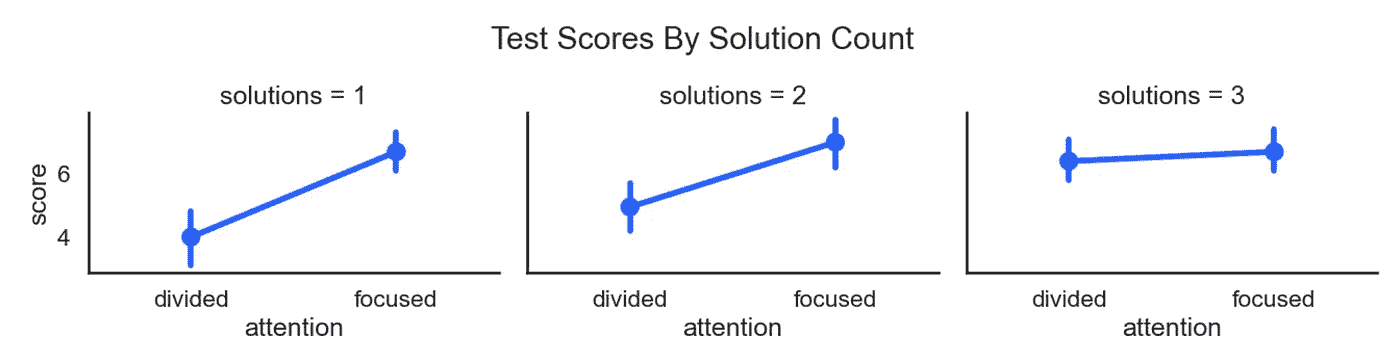 Test Scores By Solution Count
solutions = 1
solutions = 2
solutions = 3
score
6
4
divided focused
divided focused
divided focused
attention
attention
attention